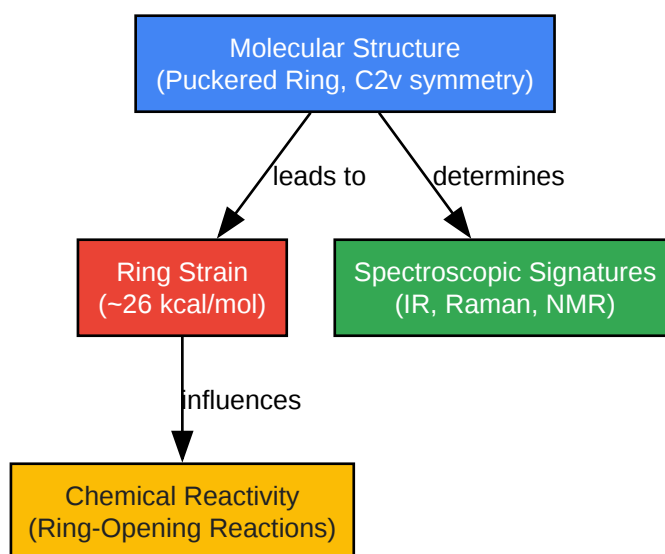 Molecular Structure
(Puckered Ring, C2v symmetry)
leads to
determines
Ring Strain
(~26 kcal/mol)
Spectroscopic Signatures
(IR, Raman, NMR)
influences
Chemical Reactivity
(Ring-Opening Reactions)